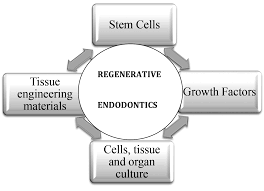 Stem Cells
Tissue
engineering
materials
REGENERATIVE
ENDODONTICS
Growth Factors
Cells, tissue
and organ
culture